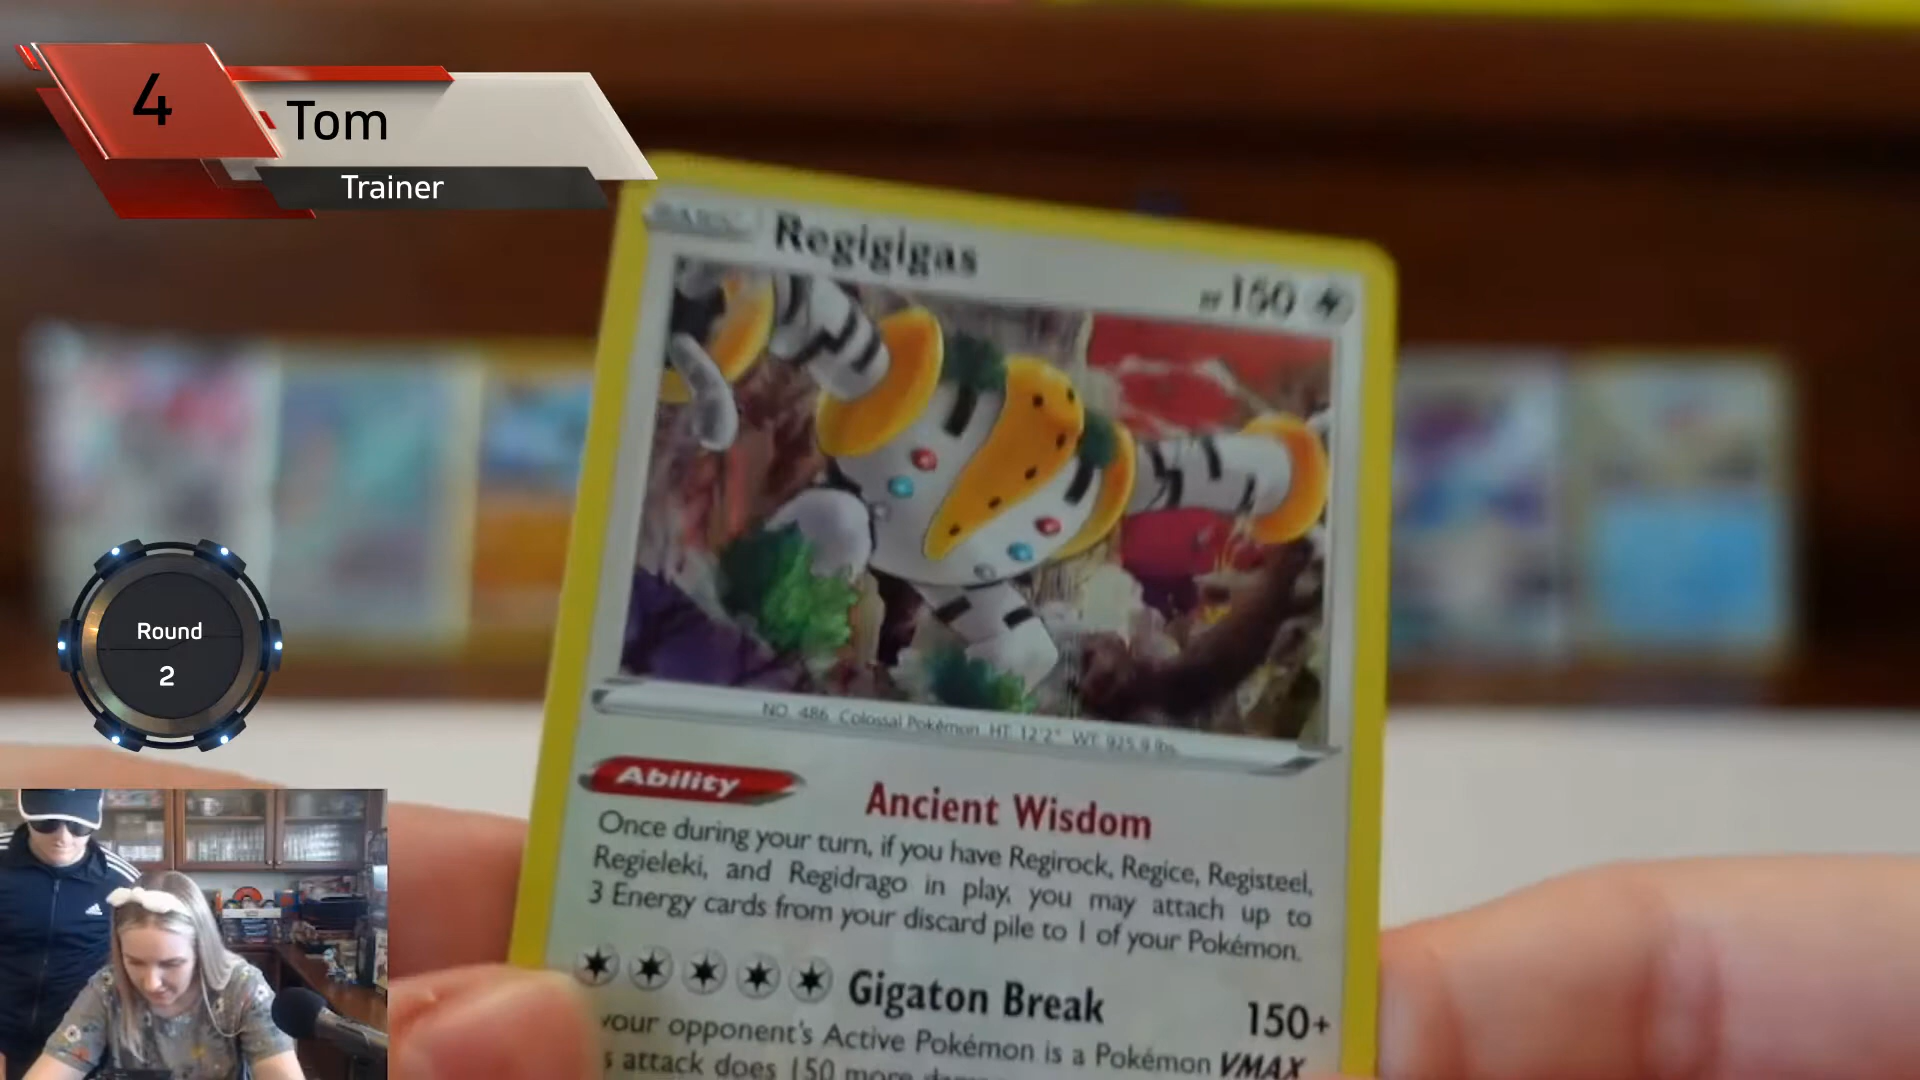 4
Tom
Trainer
BASIC
Regigigas
HP 150
NO. 486 Colossal Pokémon HT: 12'2" WT: 925.9 lbs.
Ability
Ancient Wisdom
Once during your turn, if you have Regirock, Regice, Registeel,
Regieleki, and Regidrago in play, you may attach up to
3 Energy cards from your discard pile to 1 of your Pokémon.
Gigaton Break 150+
your opponent's Active Pokémon is a Pokémon VMAX
attack does 150 more
Round
2